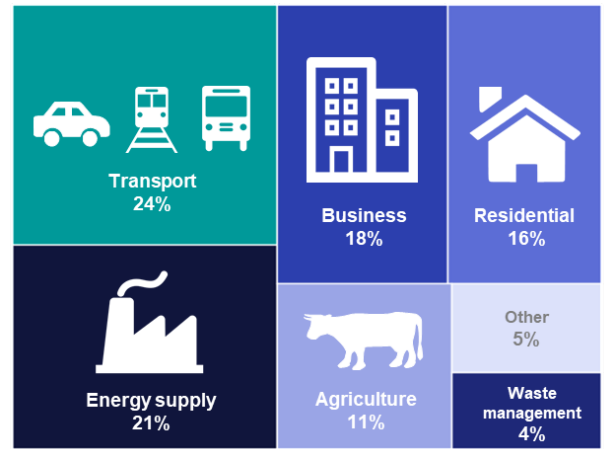 Transport
24%
Business
18%
Residential
16%
Energy supply
21%
Agriculture
11%
Other
5%
Waste
management
4%